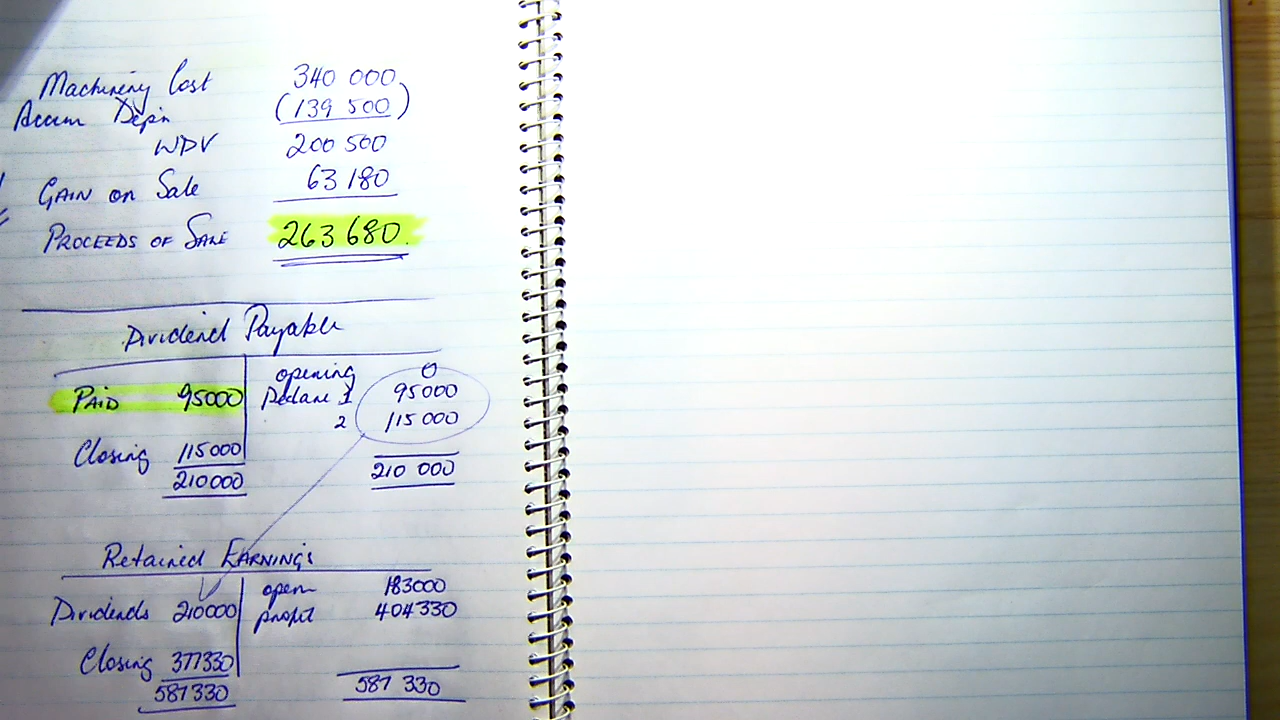 Machinery Cost 340 000
Accum Depn (139 500)
WDV 200 500
GAIN on Sale 63 180
PROCEEDS OF SALE 263 680.
Dividend Payable
opening 0
PAID 95000 Declare 1 95000
2 115 000
Closing 115000
210000 210 000
Retained EARNINGS
open 183000
Dividends 210000 profit 404330
Closing 377330
587330 587 330